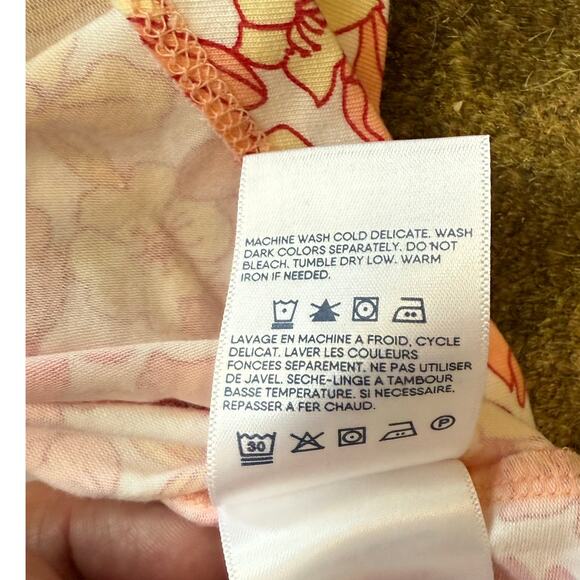 MACHINE WASH COLD DELICATE. WASH
DARK COLORS SEPARATELY. DO NOT
BLEACH. TUMBLE DRY LOW. WARM
IRON IF NEEDED.
LAVAGE EN MACHINE A FROID, CYCLE
DELICAT. LAVER LES COULEURS
FONCEES SEPAREMENT. NE PAS UTILISER
DE JAVEL. SECHE-LINGE A TAMBOUR
BASSE TEMPERATURE. SI NECESSAIRE.
REPASSER A FER CHAUD.
30 P